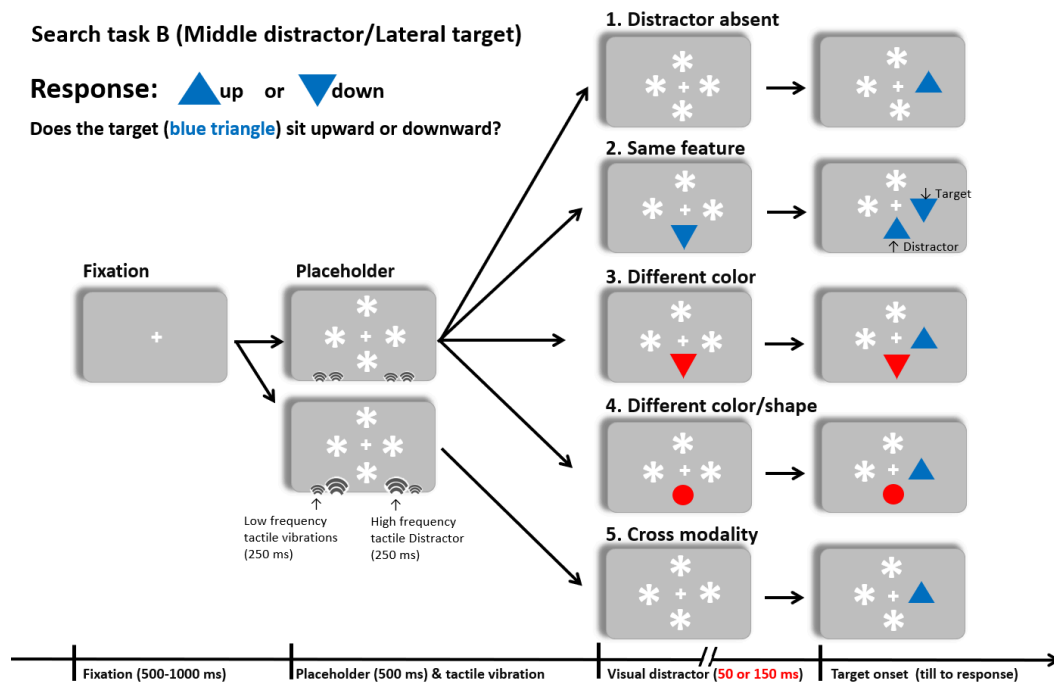 Search task B (Middle distractor/Lateral target)
Response: up or down
Does the target (blue triangle) sit upward or downward?
Fixation
Placeholder
Low frequency
tactile vibrations
(250 ms)
High frequency
tactile Distractor
(250 ms)
1. Distractor absent
2. Same feature
↓ Target
↑ Distractor
3. Different color
4. Different color/shape
5. Cross modality
Fixation (500-1000 ms)
Placeholder (500 ms) & tactile vibration
Visual distractor (50 or 150 ms)
Target onset (till to response)